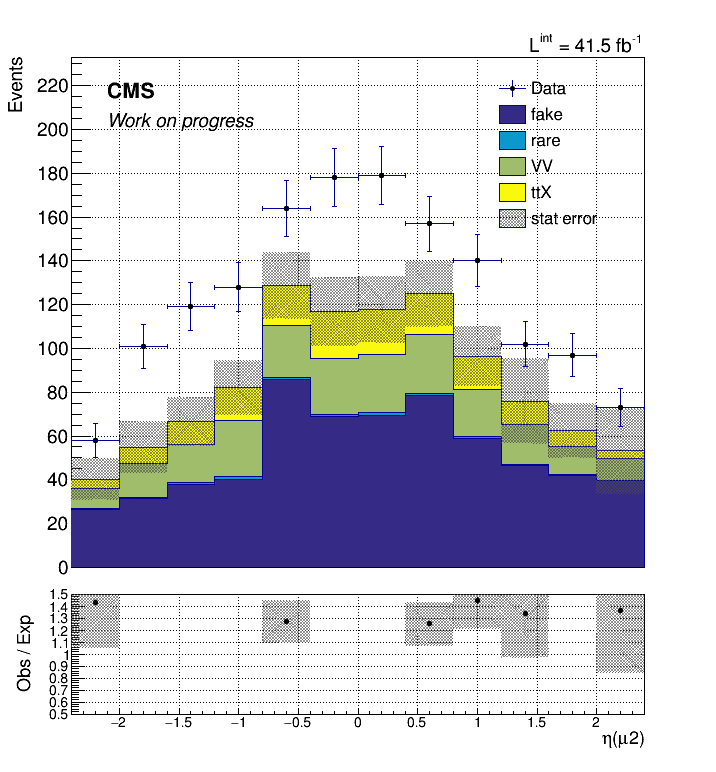 L^int = 41.5 fb^-1
Events
CMS
Work on progress
Data
fake
rare
VV
ttX
stat error
220
200
180
160
140
120
100
80
60
40
20
0
Obs / Exp
1.5
1.4
1.3
1.2
1.1
1
0.9
0.8
0.7
0.6
0.5
−2 −1.5 −1 −0.5 0 0.5 1 1.5 2
η(μ2)